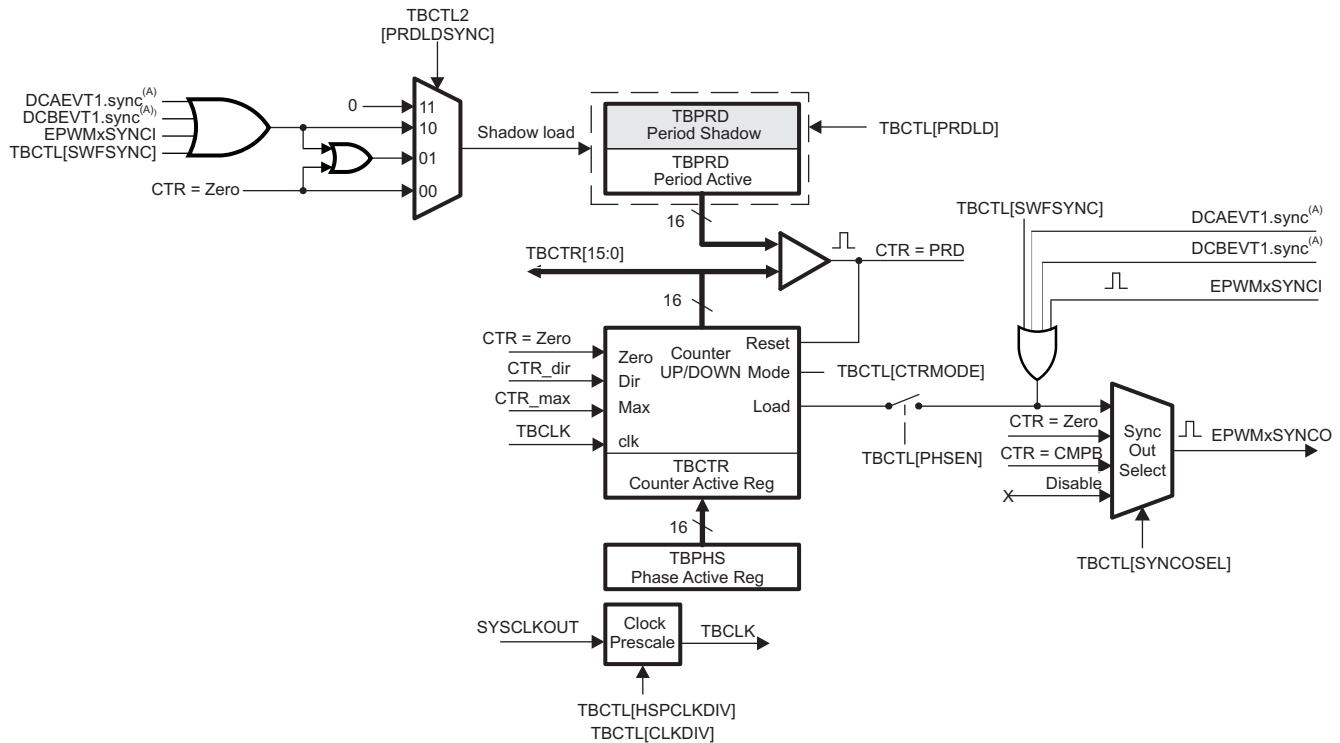 TBCTL2
[PRDLDSYNC]
DCAEVT1.sync(A)
DCBEVT1.sync(A))
EPWMxSYNCI
TBCTL[SWFSYNC]
CTR = Zero
0
11
10
01
00
Shadow load
TBPRD
Period Shadow
TBPRD
Period Active
TBCTL[PRDLD]
16
TBCTR[15:0]
CTR = PRD
16
TBCTL[SWFSYNC]
DCAEVT1.sync(A)
DCBEVT1.sync(A)
EPWMxSYNCI
CTR = Zero
CTR_dir
CTR_max
TBCLK
Zero
Dir
Max
clk
Counter
UP/DOWN
Reset
Mode
Load
TBCTR
Counter Active Reg
TBCTL[CTRMODE]
TBCTL[PHSEN]
CTR = Zero
CTR = CMPB
Disable
X
Sync
Out
Select
EPWMxSYNCO
TBCTL[SYNCOSEL]
16
TBPHS
Phase Active Reg
SYSCLKOUT
Clock
Prescale
TBCLK
TBCTL[HSPCLKDIV]
TBCTL[CLKDIV]